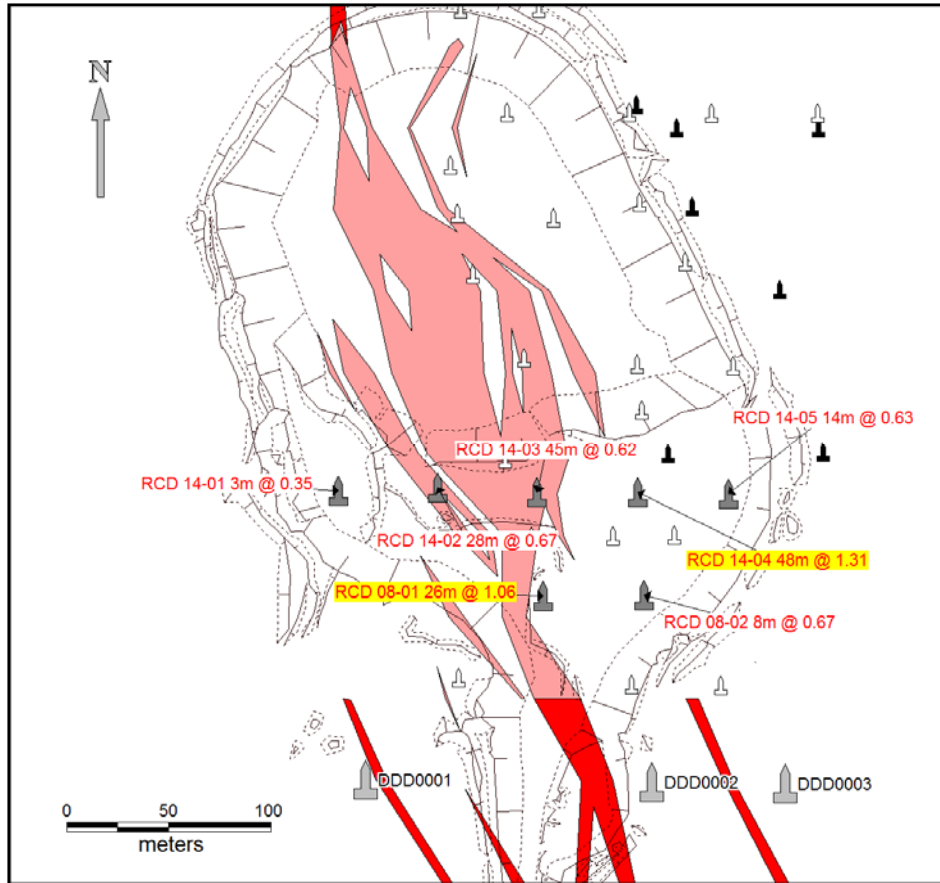 N
RCD 14-05 14m @ 0.63
RCD 14-03 45m @ 0.62
RCD 14-01 3m @ 0.35
RCD 14-02 28m @ 0.67
RCD 14-04 48m @ 1.31
RCD 08-01 26m @ 1.06
RCD 08-02 8m @ 0.67
DDD0001
DDD0002
DDD0003
0 50 100
meters